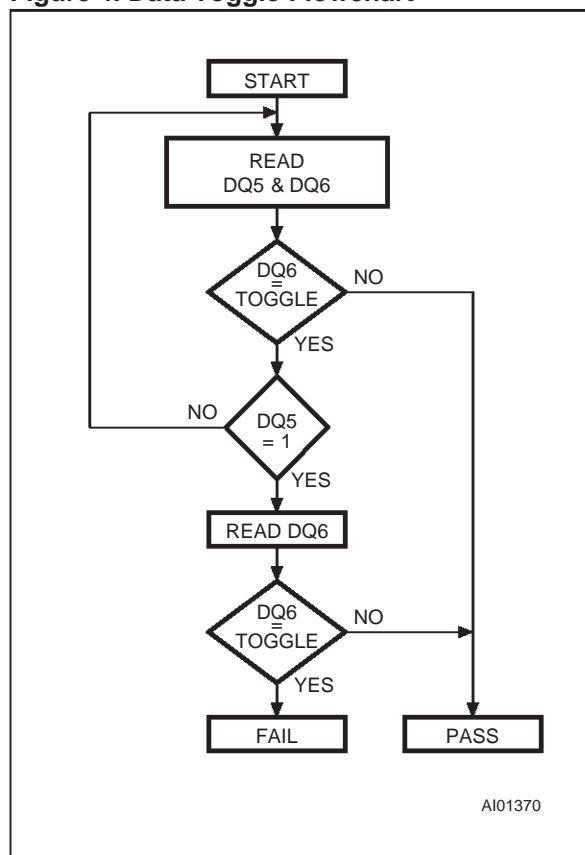 Figure 4. Data Toggle Flowchart
START
READ
DQ5 & DQ6
DQ6
=
TOGGLE
NO
YES
NO
DQ5
= 1
YES
READ DQ6
DQ6
=
TOGGLE
NO
YES
FAIL
PASS
AI01370